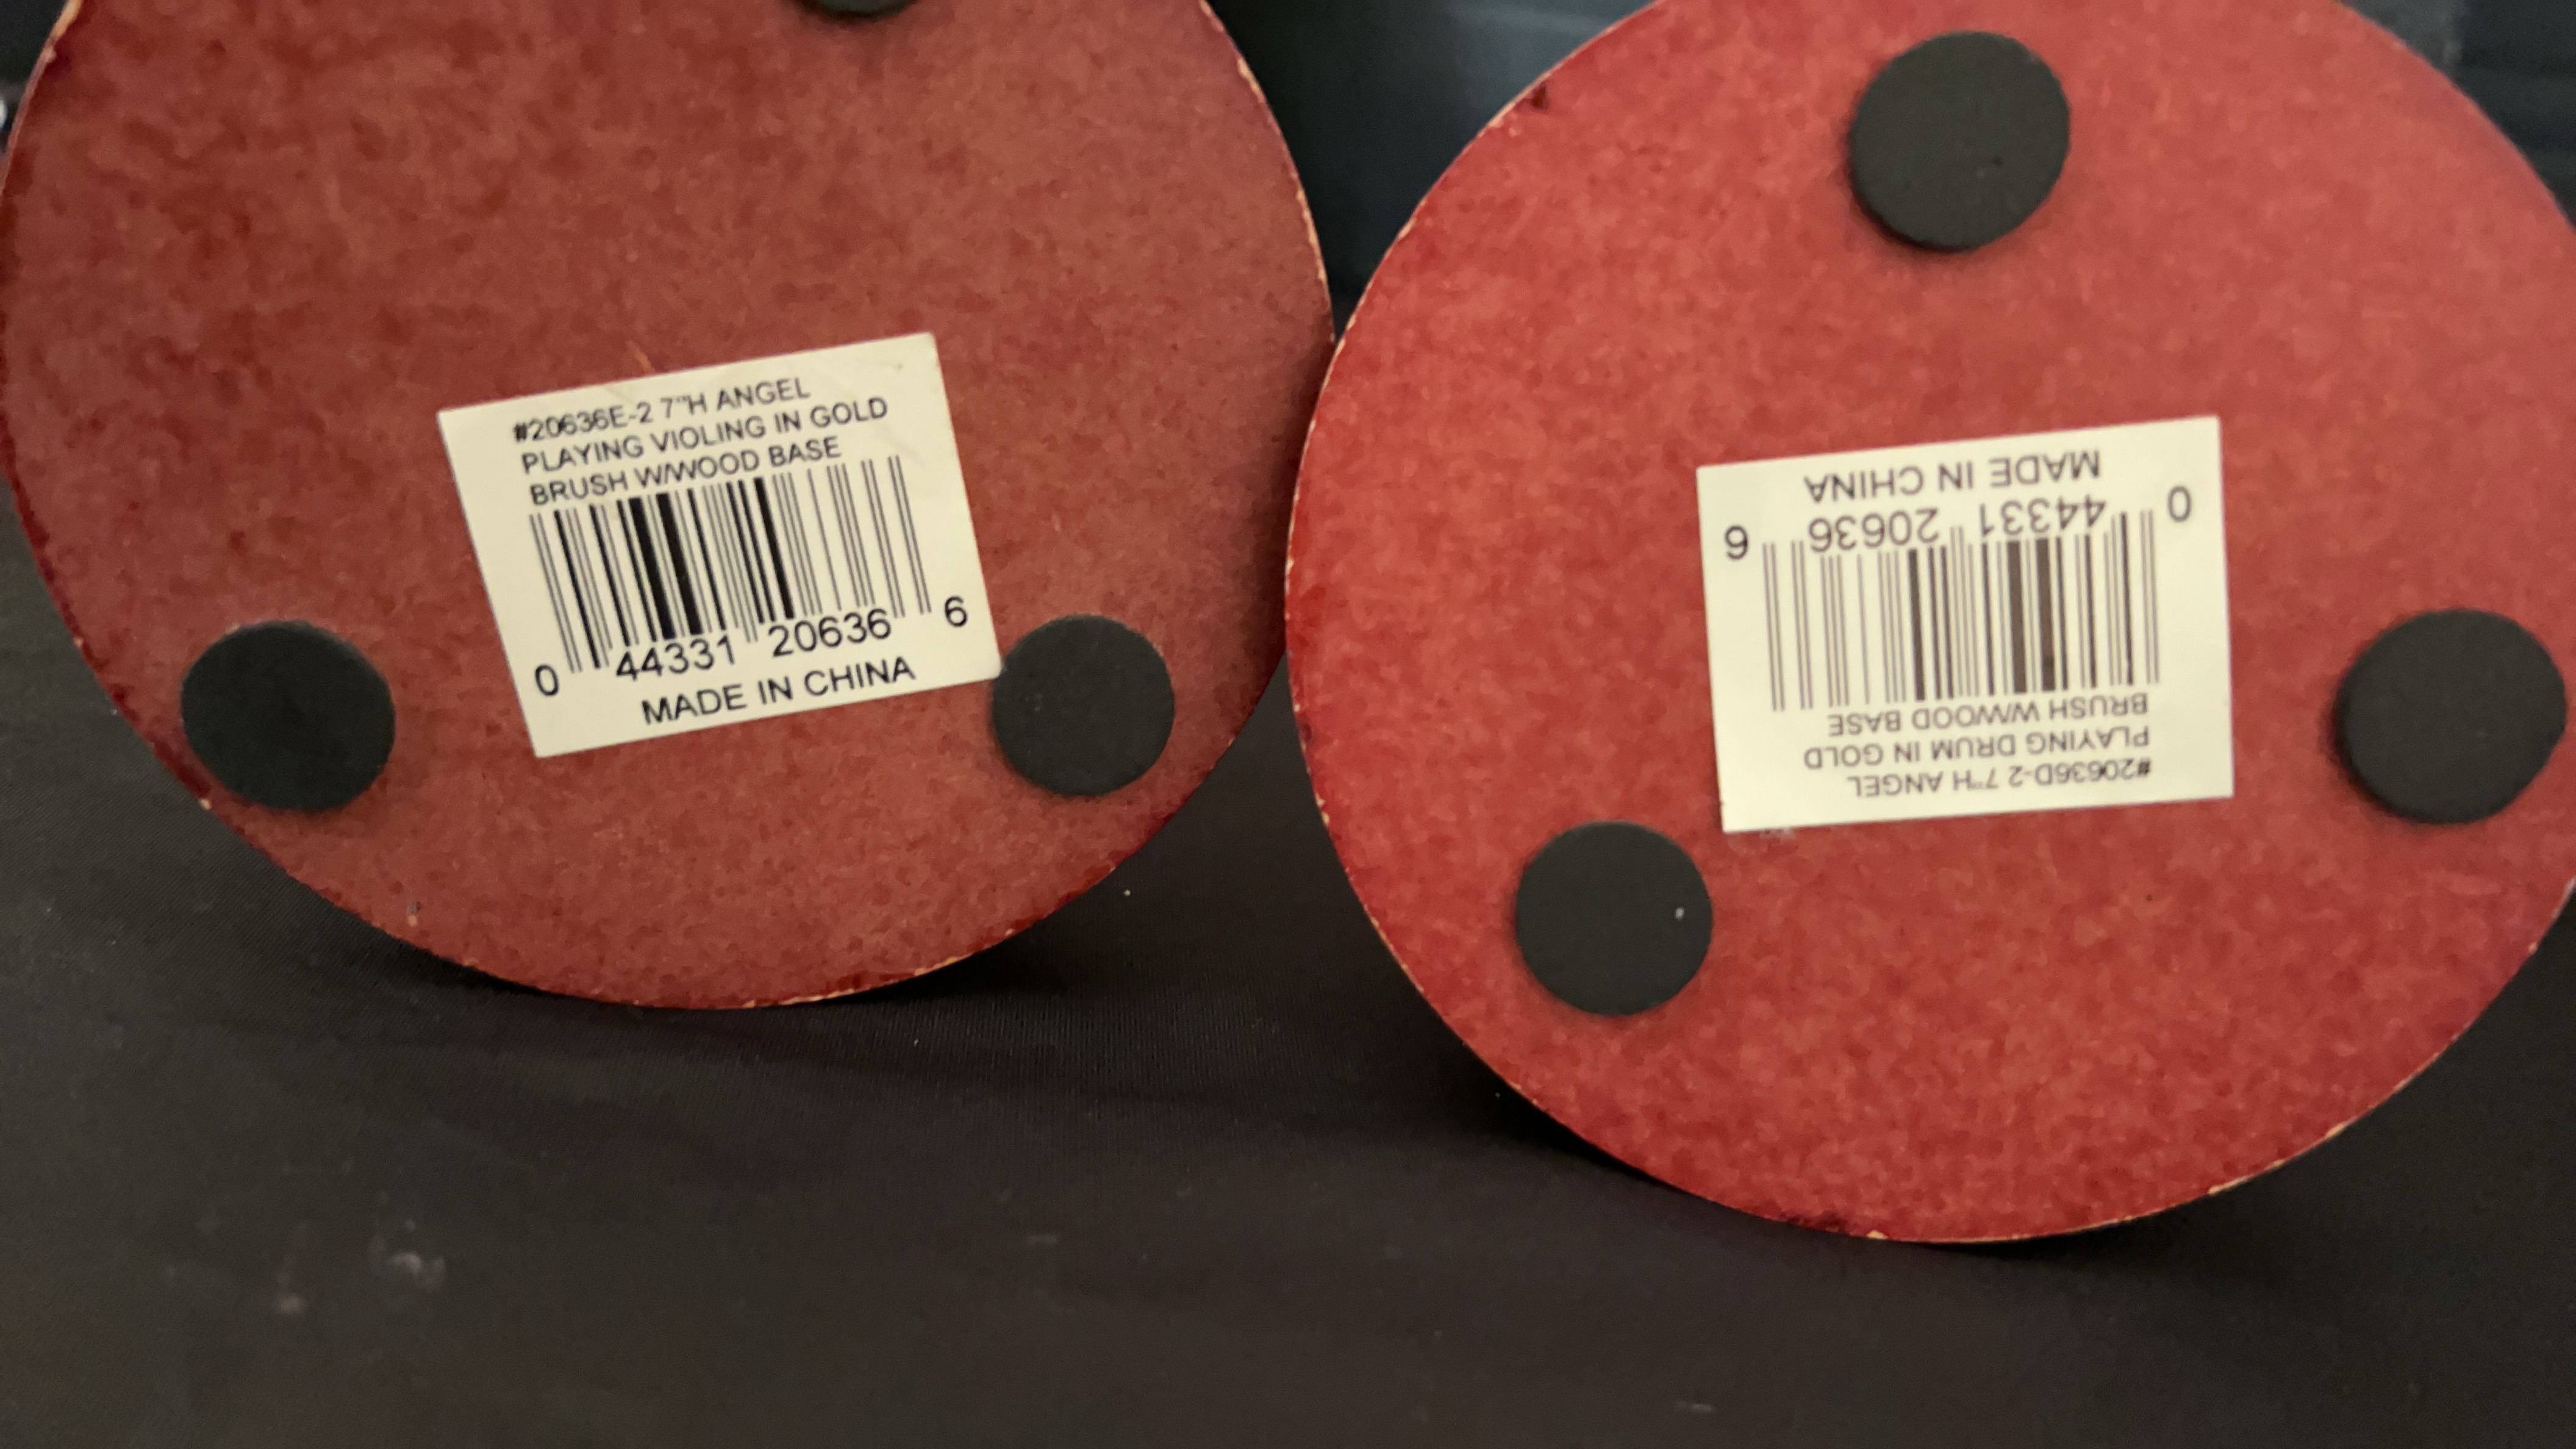 #20636E-2 7"H ANGEL
PLAYING VIOLING IN GOLD
BRUSH W/WOOD BASE
0 44331 20636 6
MADE IN CHINA
#20636D-2 7"H ANGEL
PLAYING DRUM IN GOLD
BRUSH W/WOOD BASE
0 44331 20636 6
MADE IN CHINA